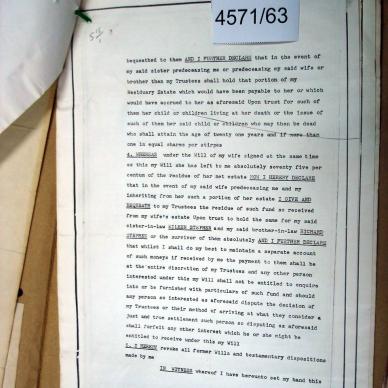 4571/63
bequeathed to them AND I FURTHER DECLARE that in the event of
my said sister predeceasing me or predeceasing my said wife or
brother than my Trustees shall hold that portion of my
Residuary Estate which would have been payable to her or which
would have accrued to her as aforesaid Upon trust for such of
them her child or children living at her death or the issue of
such of them her said child or children who may then be dead
who shall attain the age of twenty one years and if more than
one in equal shares per stirpes
4. WHEREAS under the Will of my wife signed at the same time
as this my Will she has left to me absolutely seventy five per
centum of the residue of her net estate NOW I HEREBY DECLARE
that in the event of my said wife predeceasing me and my
inheriting from her such a portion of her estate I GIVE AND
BEQUEATH to my Trustees the residue of such fund so received
from my wife's estate Upon trust to hold the same for my said
sister-in-law and my said brother-in-law RICHARD
or the survivor of them absolutely AND I FURTHER DECLARE
that whilst I shall do my best to maintain a separate account
of such moneys if received by me the payment to them shall be
at the entire discretion of my Trustees and any other person
interested under this my Will shall not be entitled to enquire
into or be furnished with particulars of such fund and should
any person so interested as aforesaid dispute the decision of
my Trustees or their method of arriving at what they consider a
just and true settlement such person so disputing as aforesaid
shall forfeit any other interest which he or she might be
entitled to receive under this my Will
5. I HEREBY revoke all former Wills and testamentary dispositions
made by me
IN WITNESS whereof I have hereunto set my hand this